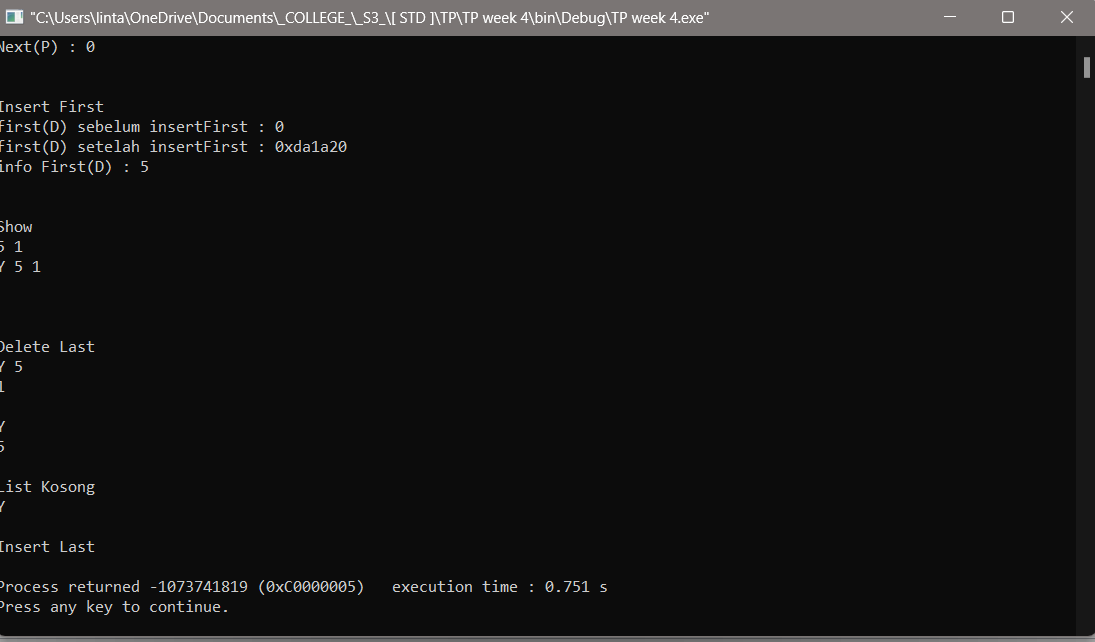 "C:\Users\linta\OneDrive\Documents\_COLLEGE_\_S3_\[ STD ]\TP\TP week 4\bin\Debug\TP week 4.exe"
Next(P) : 0
Insert First
first(D) sebelum insertFirst : 0
first(D) setelah insertFirst : 0xda1a20
info First(D) : 5
Show
5 1
Y 5 1
Delete Last
Y 5
1
Y
5
List Kosong
Y
Insert Last
Process returned -1073741819 (0xC0000005)   execution time : 0.751 s
Press any key to continue.